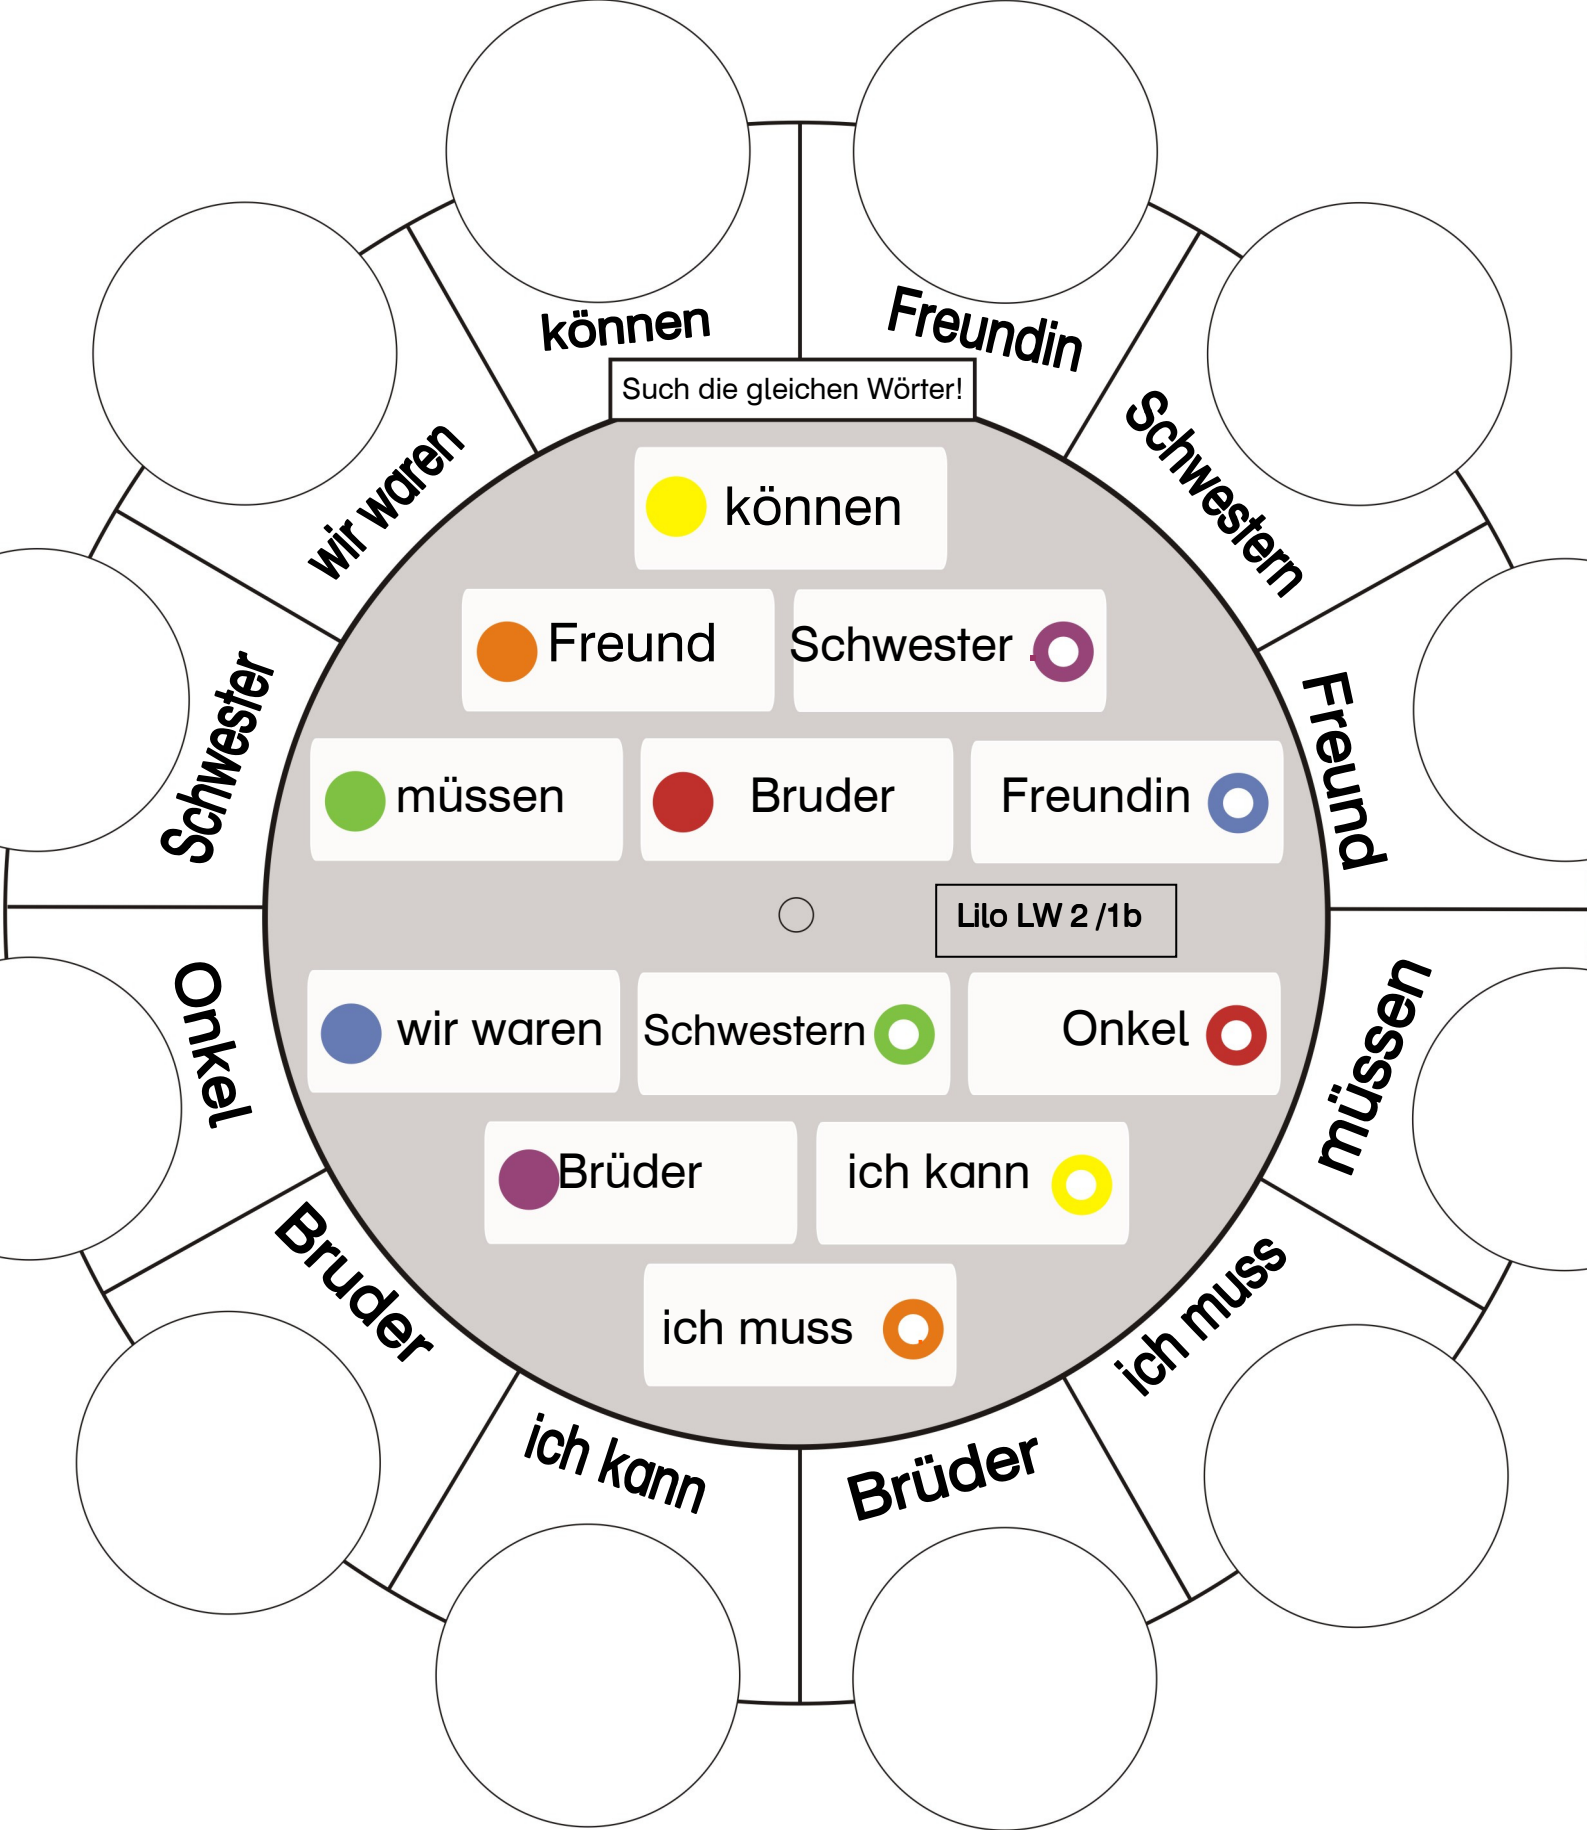 können
Freundin
Schwestern
Freund
müssen
ich muss
Brüder
ich kann
Bruder
Onkel
Schwester
wir waren
Such die gleichen Wörter!
können
Freund
Schwester
müssen
Bruder
Freundin
Lilo LW 2 /1b
wir waren
Schwestern
Onkel
Brüder
ich kann
ich muss